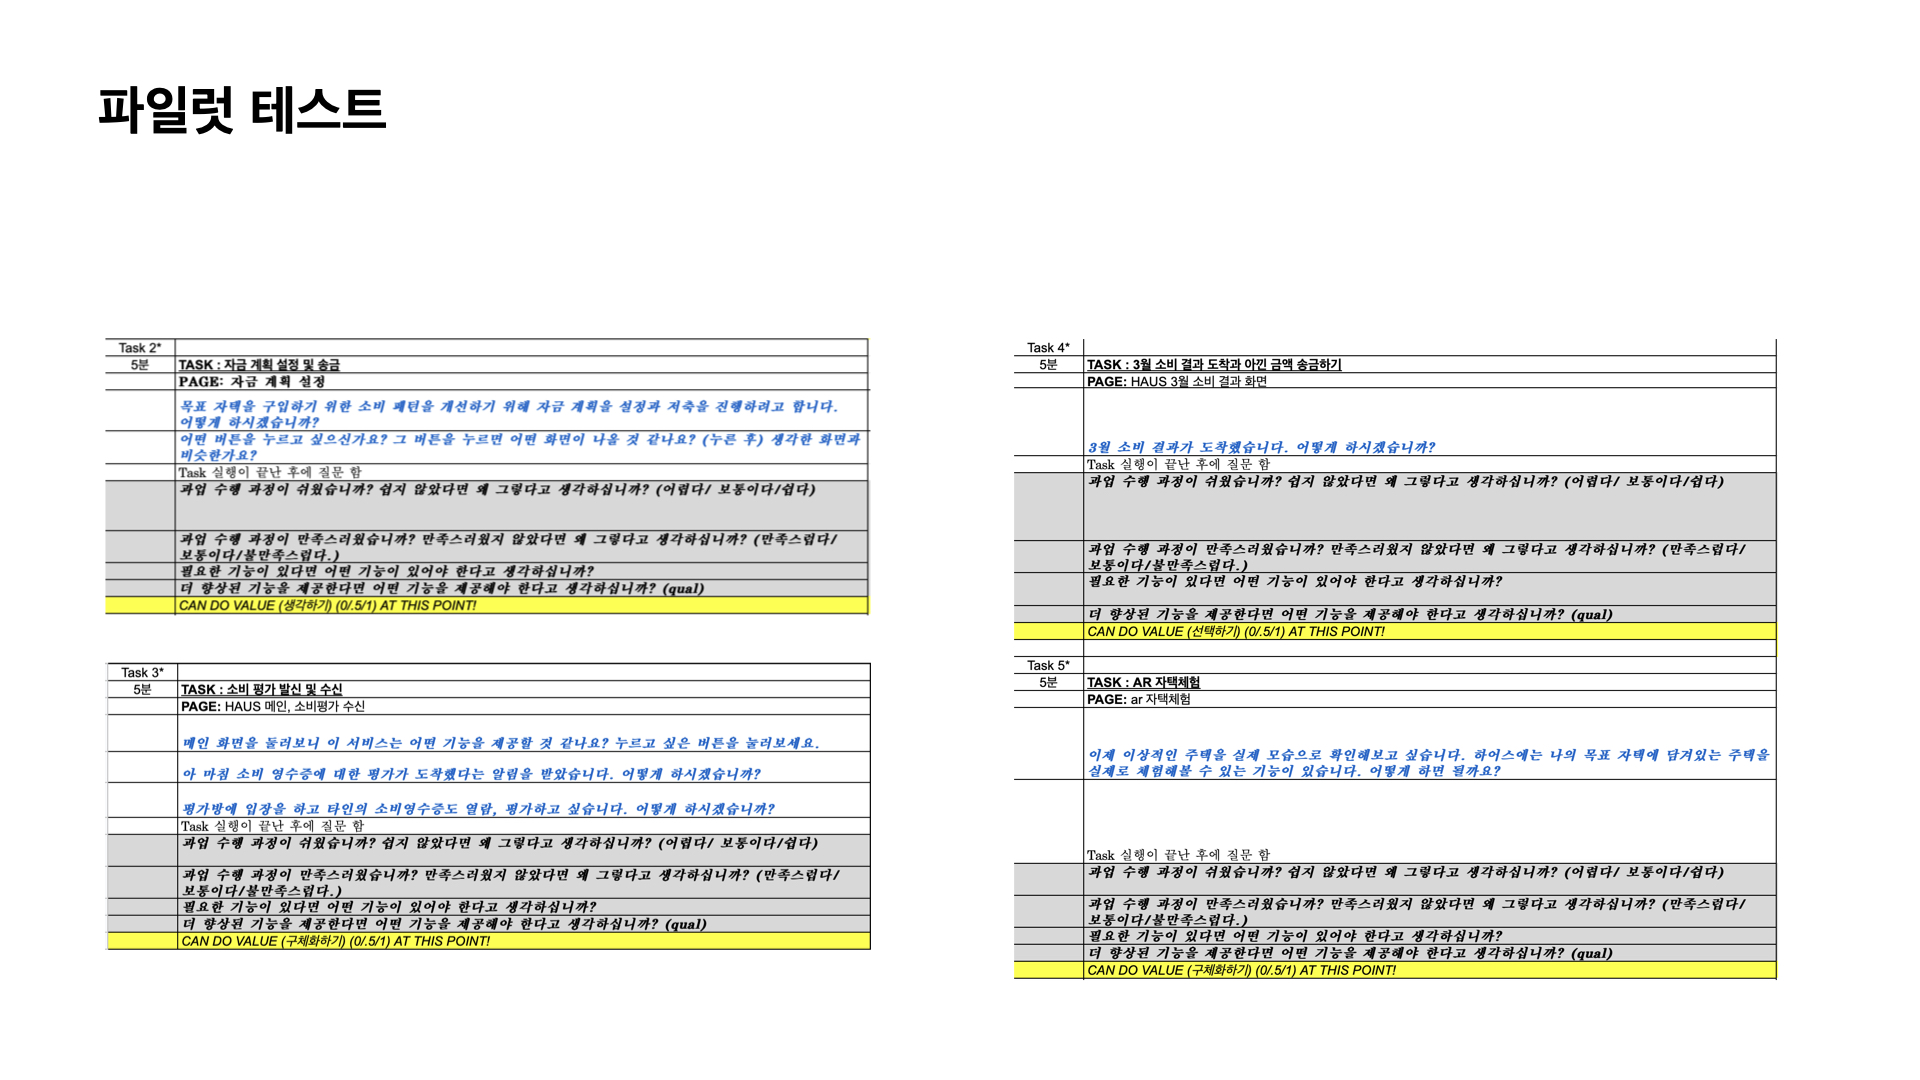 파일럿 테스트
Task 2*
5분 TASK : 자금 계획 설정 및 송금
PAGE: 자금 계획 설정
목표 자택을 구입하기 위한 소비 패턴을 개선하기 위해 자금 계획을 설정과 저축을 진행하려고 합니다.
어떻게 하시겠습니까?
어떤 버튼을 누르고 싶으신가요? 그 버튼을 누르면 어떤 화면이 나올 것 같나요? (누른 후) 생각한 화면과
비슷한가요?
Task 실행이 끝난 후에 질문 함
과업 수행 과정이 쉬웠습니까? 쉽지 않았다면 왜 그렇다고 생각하십니까? (어렵다/ 보통이다/쉽다)
과업 수행 과정이 만족스러웠습니까? 만족스러웠지 않았다면 왜 그렇다고 생각하십니까? (만족스럽다/
보통이다/불만족스럽다.)
필요한 기능이 있다면 어떤 기능이 있어야 한다고 생각하십니까?
더 향상된 기능을 제공한다면 어떤 기능을 제공해야 한다고 생각하십니까? (qual)
CAN DO VALUE (생각하기) (0/.5/1) AT THIS POINT!
Task 3*
5분 TASK : 소비 평가 발신 및 수신
PAGE: HAUS 메인, 소비평가 수신
메인 화면을 둘러보니 이 서비스는 어떤 기능을 제공할 것 같나요? 누르고 싶은 버튼을 눌러보세요.
아 마침 소비 영수증에 대한 평가가 도착했다는 알림을 받았습니다. 어떻게 하시겠습니까?
평가방에 입장을 하고 타인의 소비영수증도 열람, 평가하고 싶습니다. 어떻게 하시겠습니까?
Task 실행이 끝난 후에 질문 함
과업 수행 과정이 쉬웠습니까? 쉽지 않았다면 왜 그렇다고 생각하십니까? (어렵다/ 보통이다/쉽다)
과업 수행 과정이 만족스러웠습니까? 만족스러웠지 않았다면 왜 그렇다고 생각하십니까? (만족스럽다/
보통이다/불만족스럽다.)
필요한 기능이 있다면 어떤 기능이 있어야 한다고 생각하십니까?
더 향상된 기능을 제공한다면 어떤 기능을 제공해야 한다고 생각하십니까? (qual)
CAN DO VALUE (구체화하기) (0/.5/1) AT THIS POINT!
Task 4*
5분 TASK : 3월 소비 결과 도착과 아낀 금액 송금하기
PAGE: HAUS 3월 소비 결과 화면
3월 소비 결과가 도착했습니다. 어떻게 하시겠습니까?
Task 실행이 끝난 후에 질문 함
과업 수행 과정이 쉬웠습니까? 쉽지 않았다면 왜 그렇다고 생각하십니까? (어렵다/ 보통이다/쉽다)
과업 수행 과정이 만족스러웠습니까? 만족스러웠지 않았다면 왜 그렇다고 생각하십니까? (만족스럽다/
보통이다/불만족스럽다.)
필요한 기능이 있다면 어떤 기능이 있어야 한다고 생각하십니까?
더 향상된 기능을 제공한다면 어떤 기능을 제공해야 한다고 생각하십니까? (qual)
CAN DO VALUE (선택하기) (0/.5/1) AT THIS POINT!
Task 5*
5분 TASK : AR 자택체험
PAGE: ar 자택체험
이제 이상적인 주택을 실제 모습으로 확인해보고 싶습니다. 하우스에는 나의 목표 자택에 담겨있는 주택을
실제로 체험해볼 수 있는 기능이 있습니다. 어떻게 하면 될까요?
Task 실행이 끝난 후에 질문 함
과업 수행 과정이 쉬웠습니까? 쉽지 않았다면 왜 그렇다고 생각하십니까? (어렵다/ 보통이다/쉽다)
과업 수행 과정이 만족스러웠습니까? 만족스러웠지 않았다면 왜 그렇다고 생각하십니까? (만족스럽다/
보통이다/불만족스럽다.)
필요한 기능이 있다면 어떤 기능이 있어야 한다고 생각하십니까?
더 향상된 기능을 제공한다면 어떤 기능을 제공해야 한다고 생각하십니까? (qual)
CAN DO VALUE (구체화하기) (0/.5/1) AT THIS POINT!